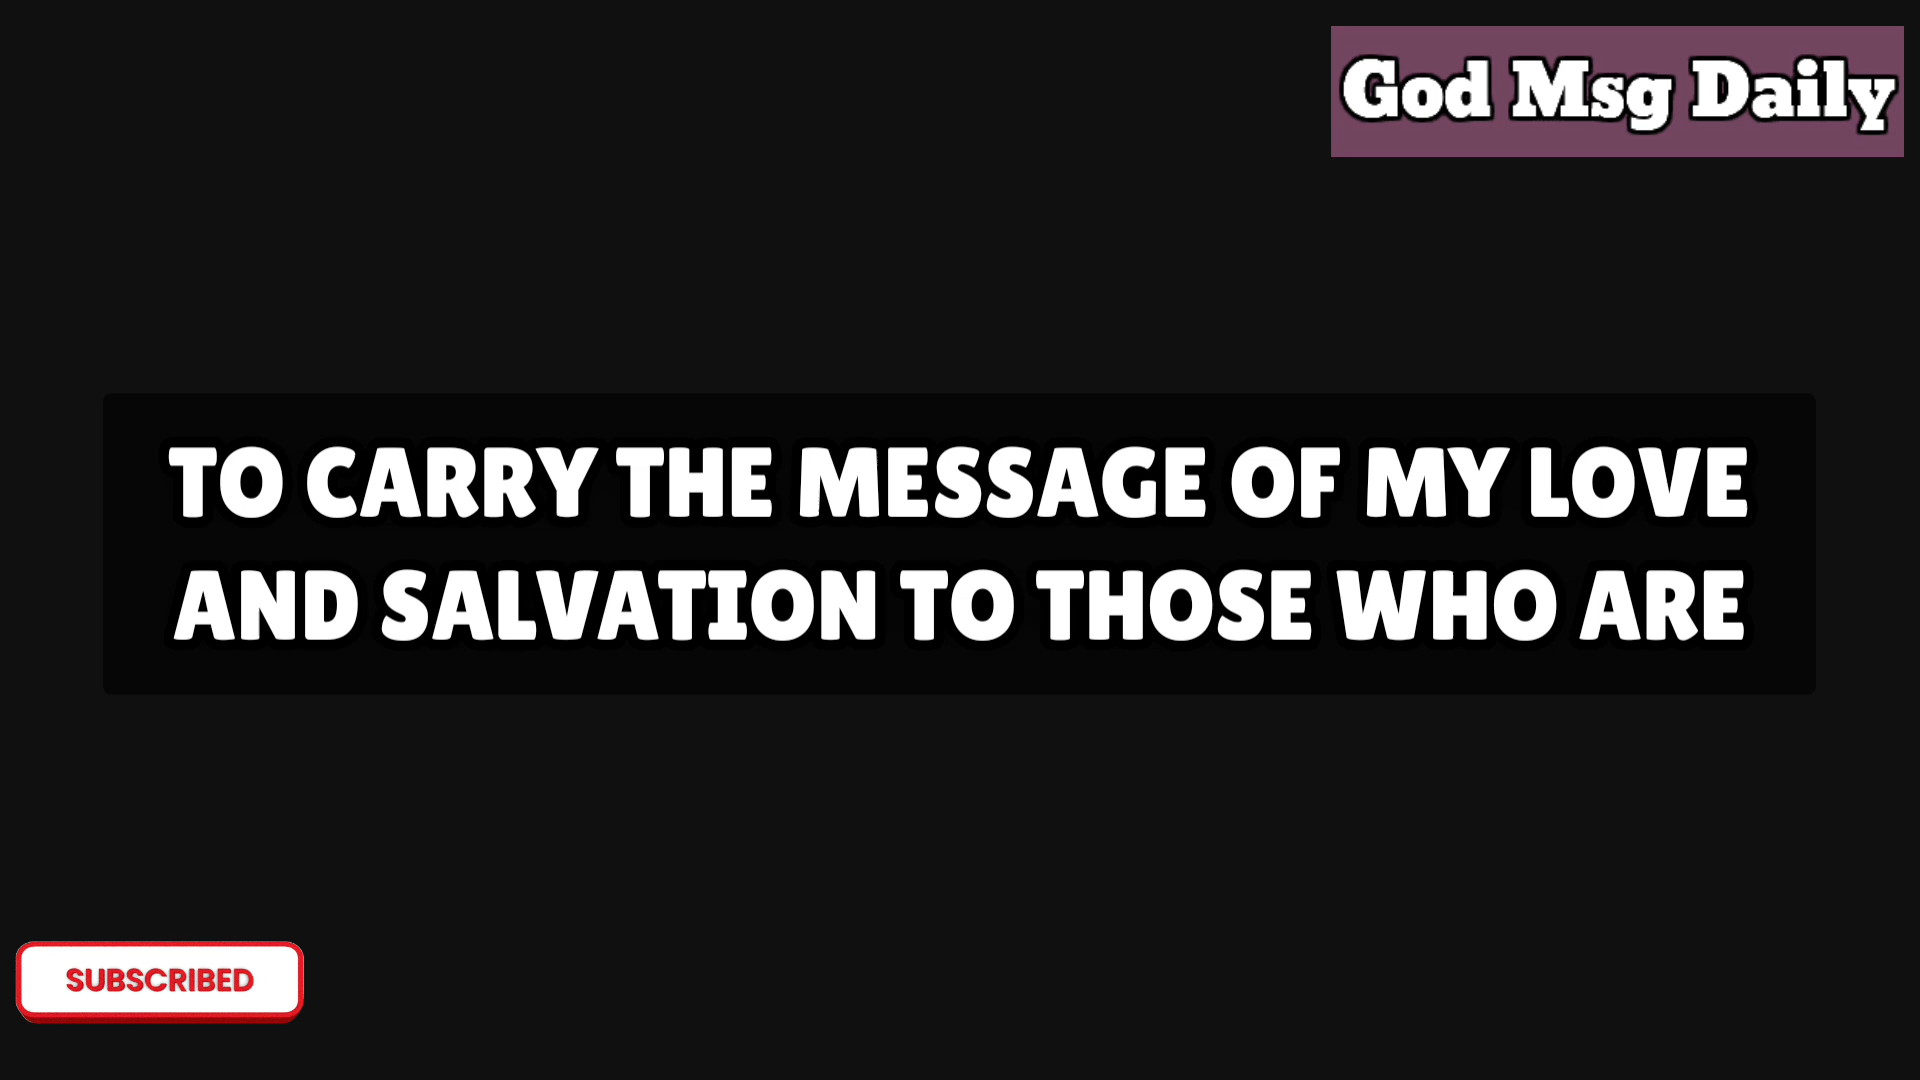 God Msg Daily
TO CARRY THE MESSAGE OF MY LOVE
AND SALVATION TO THOSE WHO ARE
SUBSCRIBED